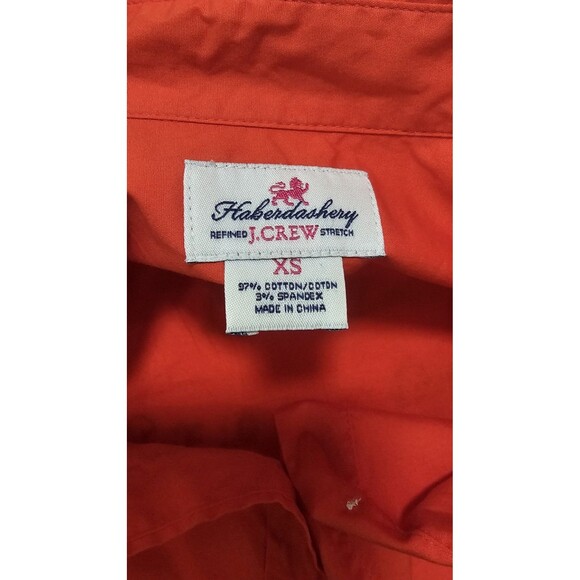 Haberdashery
REFINED J.CREW STRETCH
XS
97% COTTON/COTON
3% SPANDEX
MADE IN CHINA